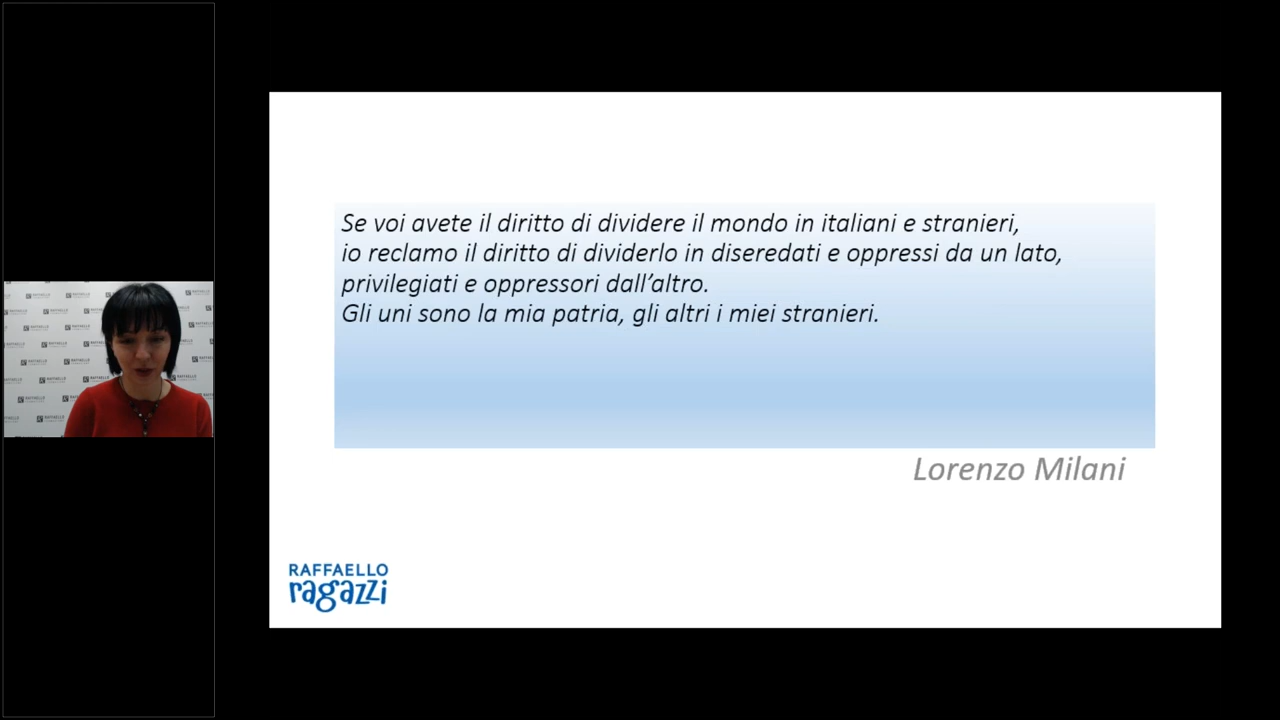 Se voi avete il diritto di dividere il mondo in italiani e stranieri,
io reclamo il diritto di dividerlo in diseredati e oppressi da un lato,
privilegiati e oppressori dall’altro.
Gli uni sono la mia patria, gli altri i miei stranieri.
Lorenzo Milani
RAFFAELLO
ragazzi